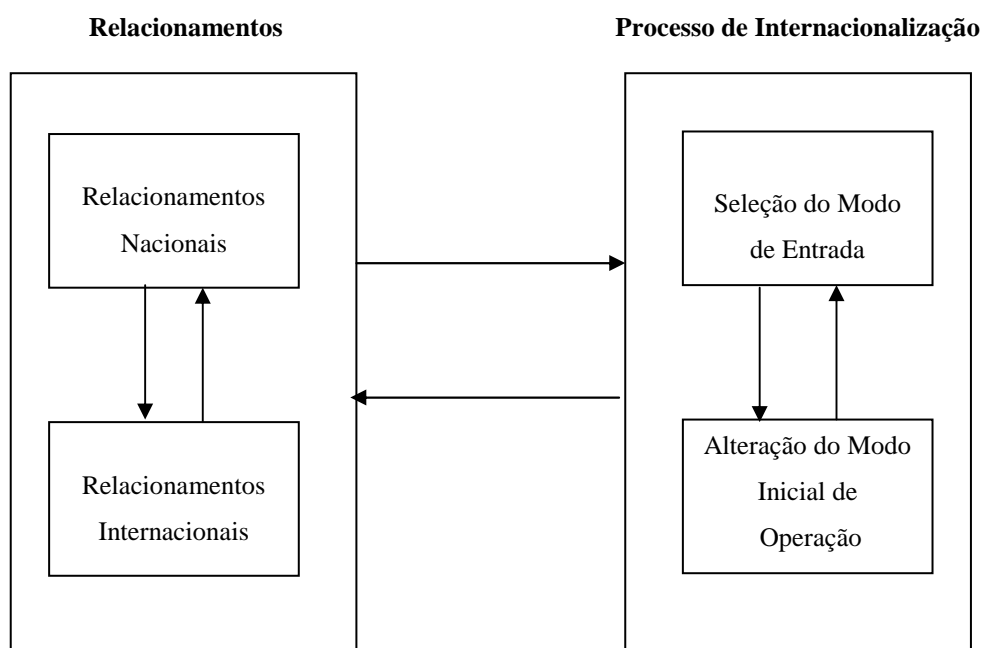 Relacionamentos
Processo de Internacionalização
Relacionamentos
Nacionais
Relacionamentos
Internacionais
Seleção do Modo
de Entrada
Alteração do Modo
Inicial de
Operação